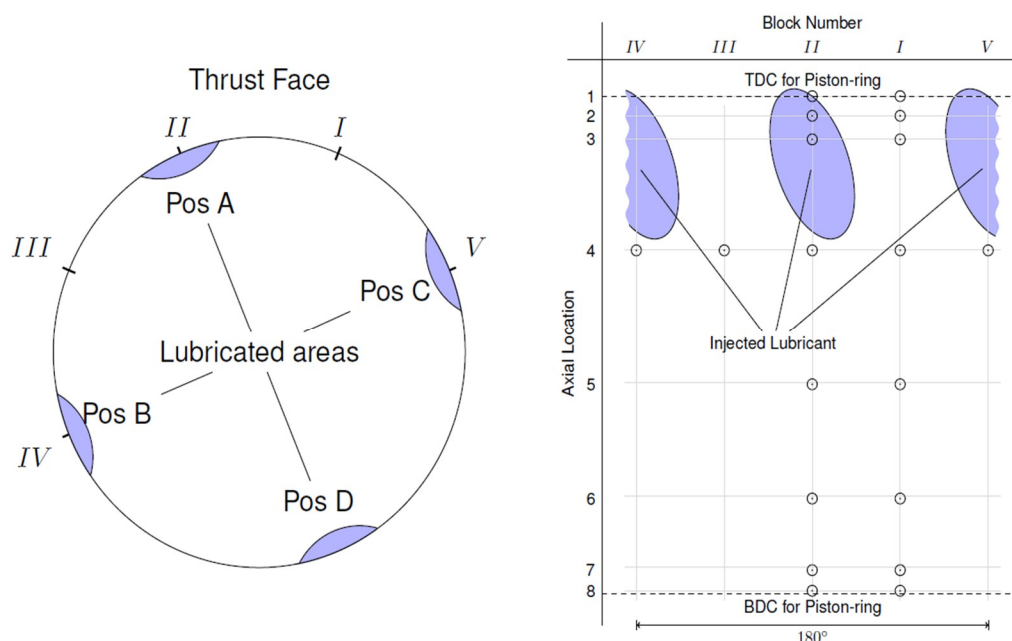 Thrust Face
II
I
Pos A
III
V
Pos C
Lubricated areas
Pos B
IV
Pos D
Block Number
IV III II I V
TDC for Piston-ring
1
2
3
4
Injected Lubricant
Axial Location
5
6
7
8
BDC for Piston-ring
180°